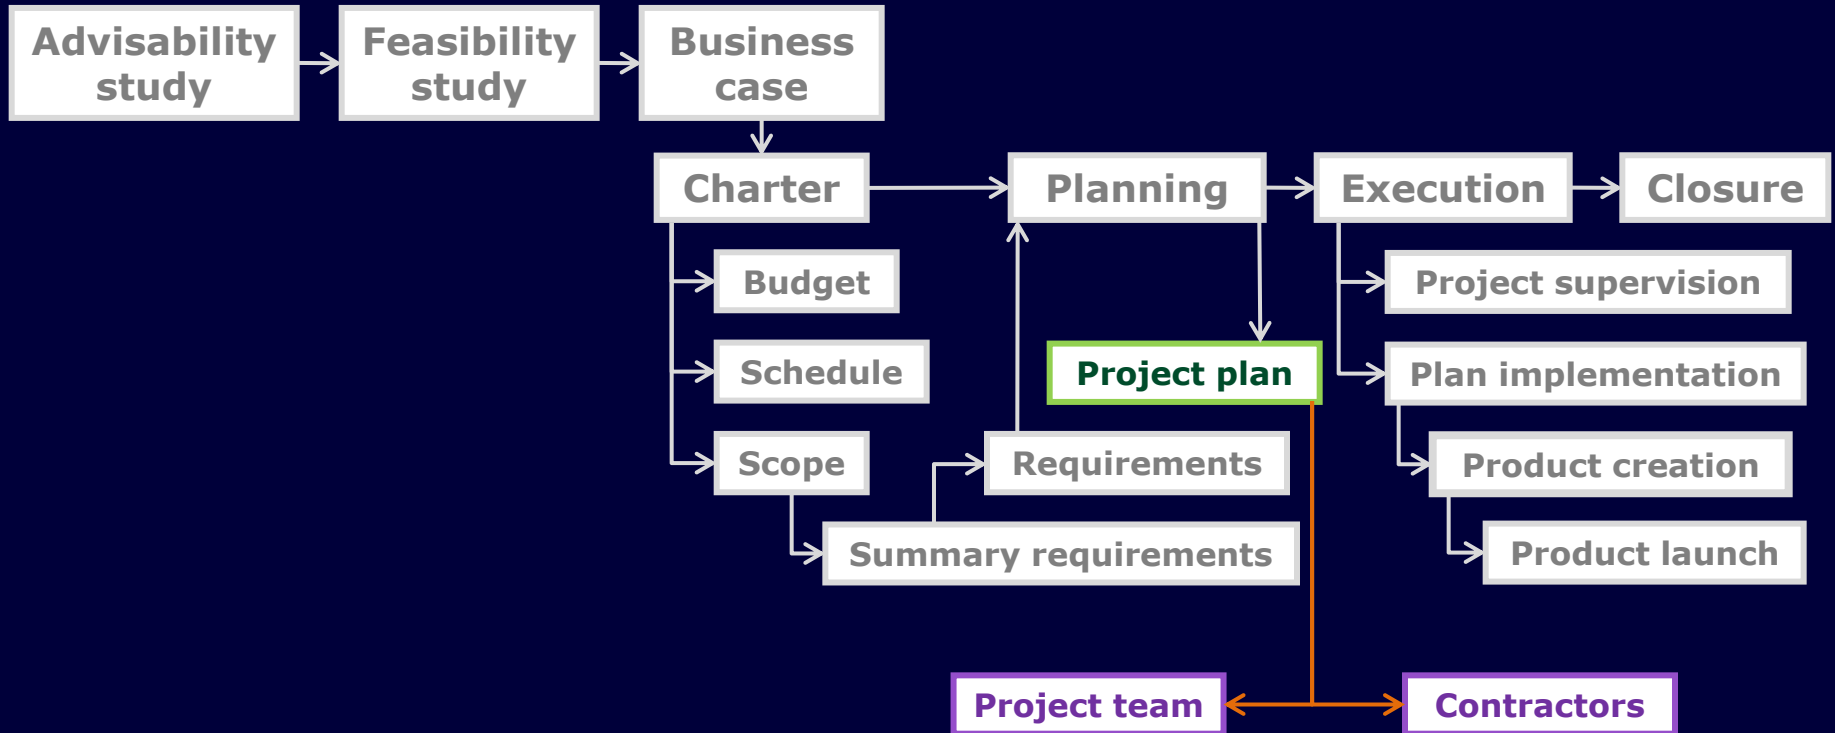 Advisability
study
Feasibility
study
Business
case
Charter
Planning
Execution
Closure
Budget
Project supervision
Schedule
Project plan
Plan implementation
Scope
Requirements
Product creation
Summary requirements
Product launch
Project team
Contractors